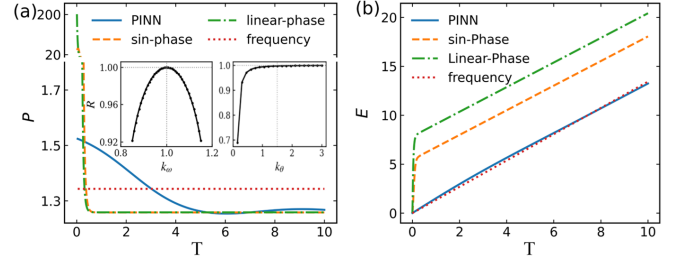 (a)
PINN
linear-phase
sin-phase
frequency
200
20
1.7
1.5
1.3
P
0
2
4
6
8
10
T
1.00
0.96
0.92
R
0.8
1.0
1.2
kω
1.0
0.9
0.8
0.7
0
1
2
3
kθ
(b)
PINN
sin-Phase
Linear-Phase
frequency
20
15
10
5
0
E
0
2
4
6
8
10
T